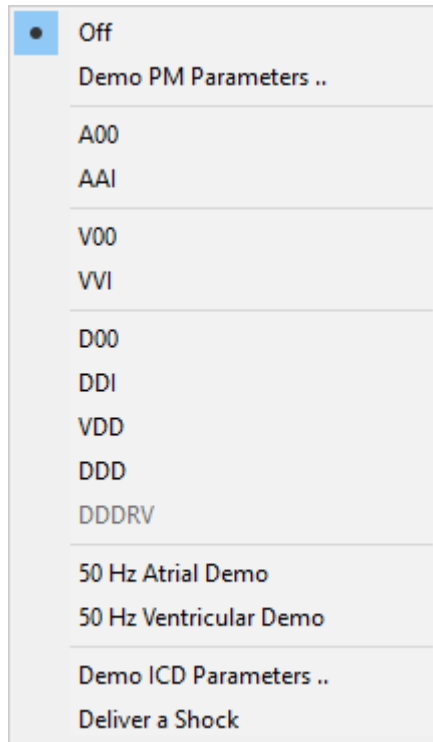 Off
Demo PM Parameters ..
A00
AAI
V00
VVI
D00
DDI
VDD
DDD
DDDRV
50 Hz Atrial Demo
50 Hz Ventricular Demo
Demo ICD Parameters ..
Deliver a Shock